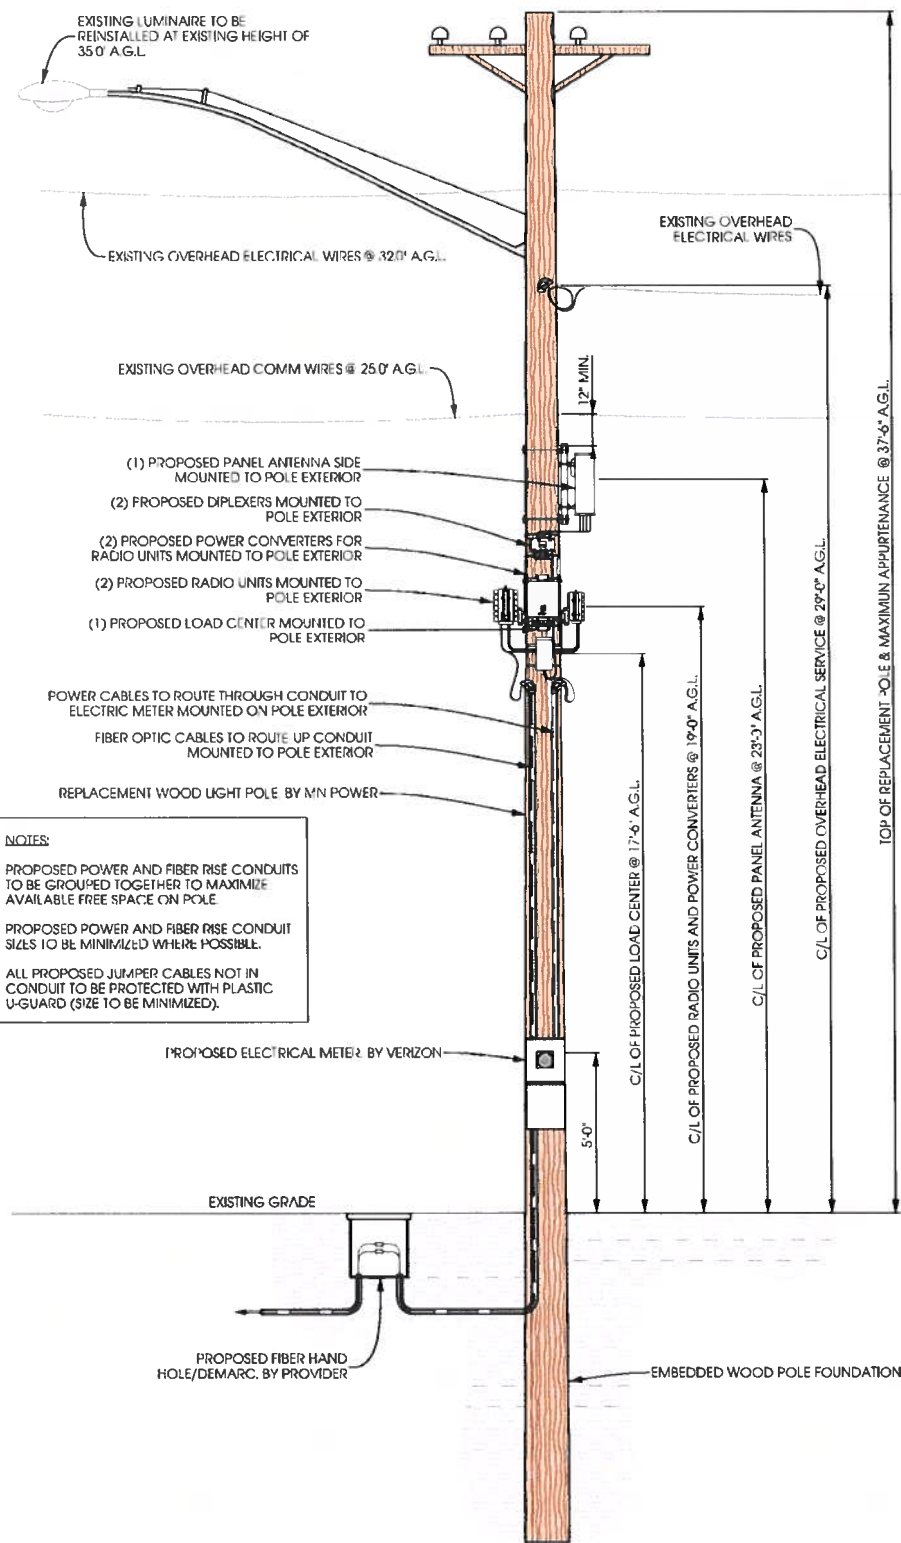 EXISTING LUMINAIRE TO BE
REINSTALLED AT EXISTING HEIGHT OF
35.0' A.G.L.
EXISTING OVERHEAD ELECTRICAL WIRES @ 32.0' A.G.L.
EXISTING OVERHEAD
ELECTRICAL WIRES
EXISTING OVERHEAD COMM WIRES @ 25.0' A.G.L.
12" MIN.
(1) PROPOSED PANEL ANTENNA SIDE
MOUNTED TO POLE EXTERIOR
(2) PROPOSED DIPLEXERS MOUNTED TO
POLE EXTERIOR
(2) PROPOSED POWER CONVERTERS FOR
RADIO UNITS MOUNTED TO POLE EXTERIOR
(2) PROPOSED RADIO UNITS MOUNTED TO
POLE EXTERIOR
(1) PROPOSED LOAD CENTER MOUNTED TO
POLE EXTERIOR
POWER CABLES TO ROUTE THROUGH CONDUIT TO
ELECTRIC METER MOUNTED ON POLE EXTERIOR
FIBER OPTIC CABLES TO ROUTE UP CONDUIT
MOUNTED TO POLE EXTERIOR
REPLACEMENT WOOD LIGHT POLE, BY MN POWER
NOTES:
PROPOSED POWER AND FIBER RISE CONDUITS
TO BE GROUPED TOGETHER TO MAXIMIZE
AVAILABLE FREE SPACE ON POLE.
PROPOSED POWER AND FIBER RISE CONDUIT
SIZES TO BE MINIMIZED WHERE POSSIBLE.
ALL PROPOSED JUMPER CABLES NOT IN
CONDUIT TO BE PROTECTED WITH PLASTIC
U-GUARD (SIZE TO BE MINIMIZED).
PROPOSED ELECTRICAL METER, BY VERIZON
5'-0"
C/L OF PROPOSED LOAD CENTER @ 17'-6" A.G.L.
C/L OF PROPOSED RADIO UNITS AND POWER CONVERTERS @ 19'-0" A.G.L.
C/L OF PROPOSED PANEL ANTENNA @ 23'-3" A.G.L.
C/L OF PROPOSED OVERHEAD ELECTRICAL SERVICE @ 29'-0" A.G.L.
TOP OF REPLACEMENT POLE & MAXIMUN APPURTENANCE @ 37'-6" A.G.L.
EXISTING GRADE
PROPOSED FIBER HAND
HOLE/DEMARC, BY PROVIDER
EMBEDDED WOOD POLE FOUNDATION